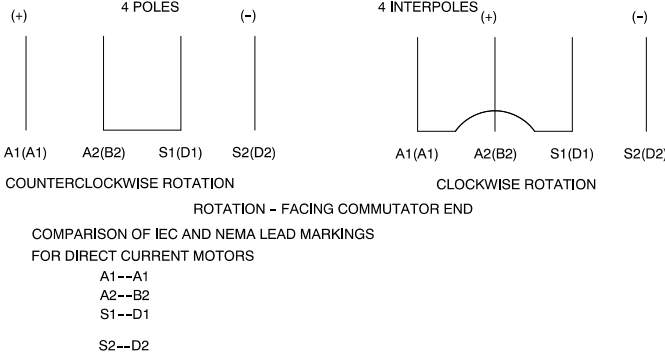 4 POLES
4 INTERPOLES
(+) (-) (+) (-)
A1(A1) A2(B2) S1(D1) S2(D2) A1(A1) A2(B2) S1(D1) S2(D2)
COUNTERCLOCKWISE ROTATION CLOCKWISE ROTATION
ROTATION - FACING COMMUTATOR END
COMPARISON OF IEC AND NEMA LEAD MARKINGS
FOR DIRECT CURRENT MOTORS
A1--A1
A2--B2
S1--D1
S2--D2